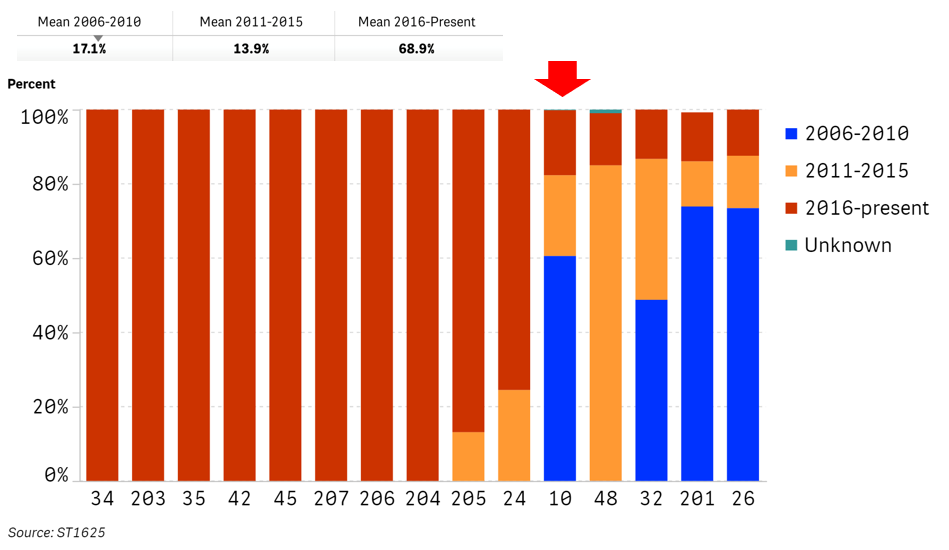 Mean 2006-2010 Mean 2011-2015 Mean 2016-Present
17.1% 13.9% 68.9%
Percent
100%
80%
60%
40%
20%
0%
34 203 35 42 45 207 206 204 205 24 10 48 32 201 26
2006-2010
2011-2015
2016-present
Unknown
Source: ST1625